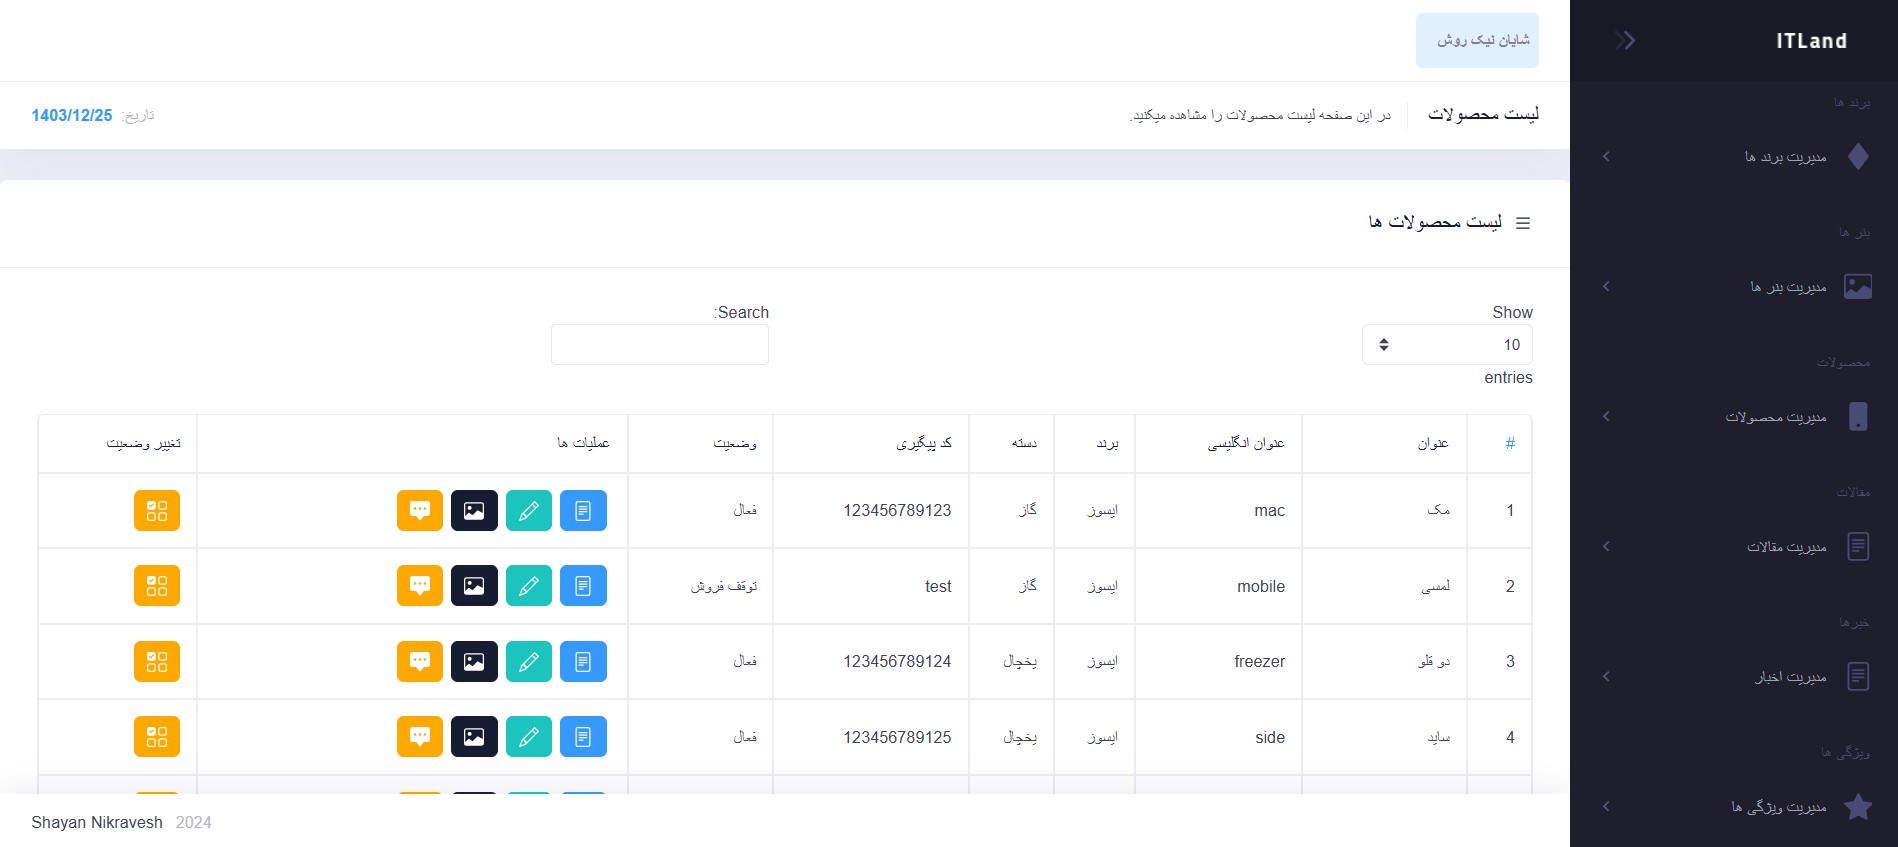 ITLand
برند ها
مدیریت برند ها
بنر ها
مدیریت بنر ها
محصولات
مدیریت محصولات
مقالات
مدیریت مقالات
خبرها
مدیریت اخبار
ویژگی ها
مدیریت ویژگی ها
شایان نیک روش
لیست محصولات در این صفحه لیست محصولات را مشاهده میکنید. تاریخ: 1403/12/25
لیست محصولات ها
Show
10
entries
Search:
# عنوان عنوان انگلیسی برند دسته کد پیگیری وضعیت عملیات ها تغییر وضعیت
1 مک mac ایسوز گاز 123456789123 فعال
2 لمسی mobile ایسوز گاز test توقف فروش
3 دو قلو freezer ایسوز یخچال 123456789124 فعال
4 ساید side ایسوز یخچال 123456789125 فعال
Shayan Nikravesh 2024